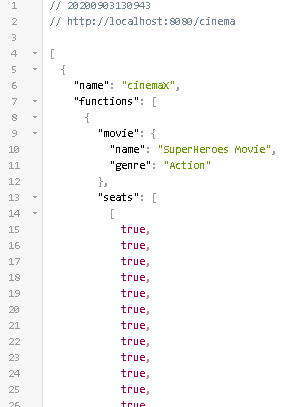 1 // 20200903130943
2 // http://localhost:8080/cinema
3
4 [
5 {
6 "name": "cinemaX",
7 "functions": [
8 {
9 "movie": {
10 "name": "SuperHeroes Movie",
11 "genre": "Action"
12 },
13 "seats": [
14 [
15 true,
16 true,
17 true,
18 true,
19 true,
20 true,
21 true,
22 true,
23 true,
24 true,
25 true,
26 true,